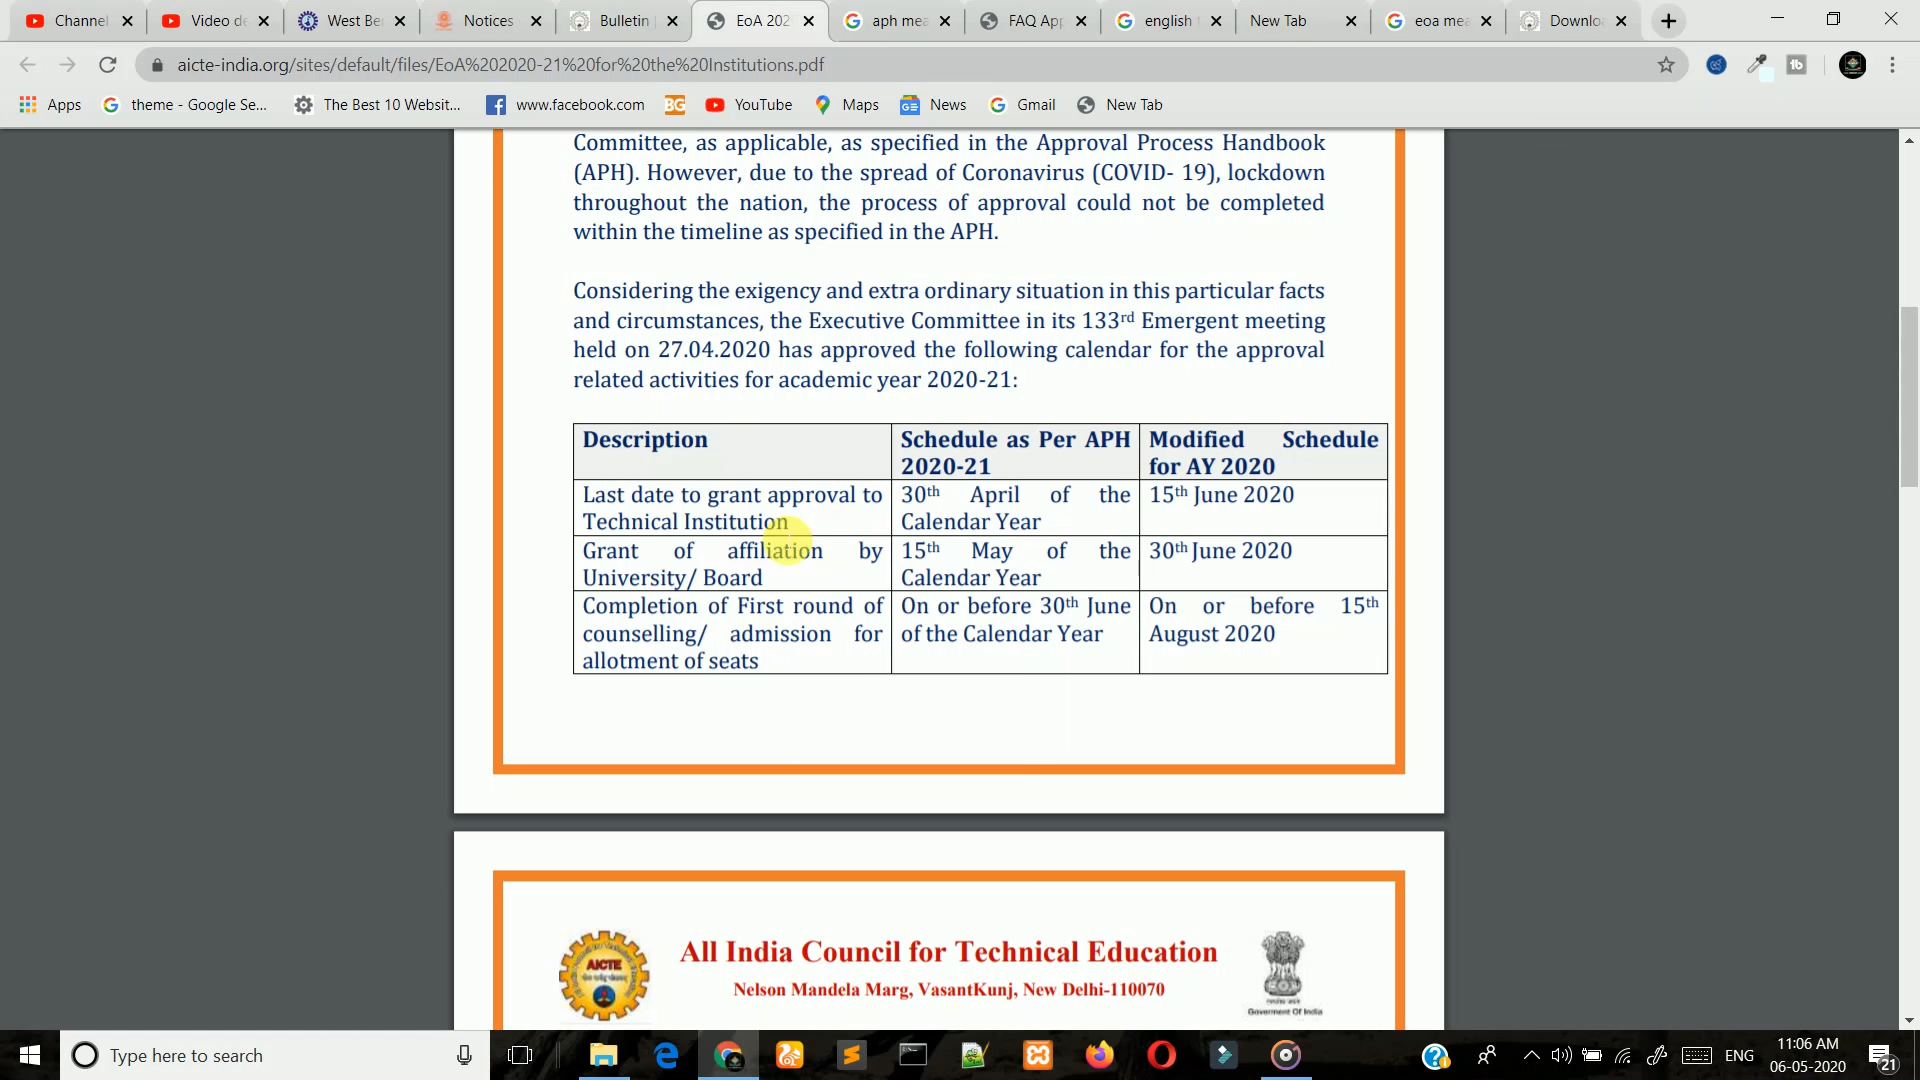 Channel
Video de
West Be
Notices
Bulletin
EoA 202
aph mea
FAQ App
english
New Tab
eoa mea
Downlo
aicte-india.org/sites/default/files/EoA%202020-21%20for%20the%20Institutions.pdf
Apps
theme - Google Se...
The Best 10 Websit...
www.facebook.com
BG
YouTube
Maps
News
Gmail
New Tab
Committee, as applicable, as specified in the Approval Process Handbook
(APH). However, due to the spread of Coronavirus (COVID- 19), lockdown
throughout the nation, the process of approval could not be completed
within the timeline as specified in the APH.
Considering the exigency and extra ordinary situation in this particular facts
and circumstances, the Executive Committee in its 133rd Emergent meeting
held on 27.04.2020 has approved the following calendar for the approval
related activities for academic year 2020-21:
Description
Schedule as Per APH
2020-21
Modified Schedule
for AY 2020
Last date to grant approval to
Technical Institution
30th April of the
Calendar Year
15th June 2020
Grant of affiliation by
University/ Board
15th May of the
Calendar Year
30th June 2020
Completion of First round of
counselling/ admission for
allotment of seats
On or before 30th June
of the Calendar Year
On or before 15th
August 2020
AICTE
All India Council for Technical Education
Nelson Mandela Marg, VasantKunj, New Delhi-110070
Government Of India
Type here to search
ENG
11:06 AM
06-05-2020
21